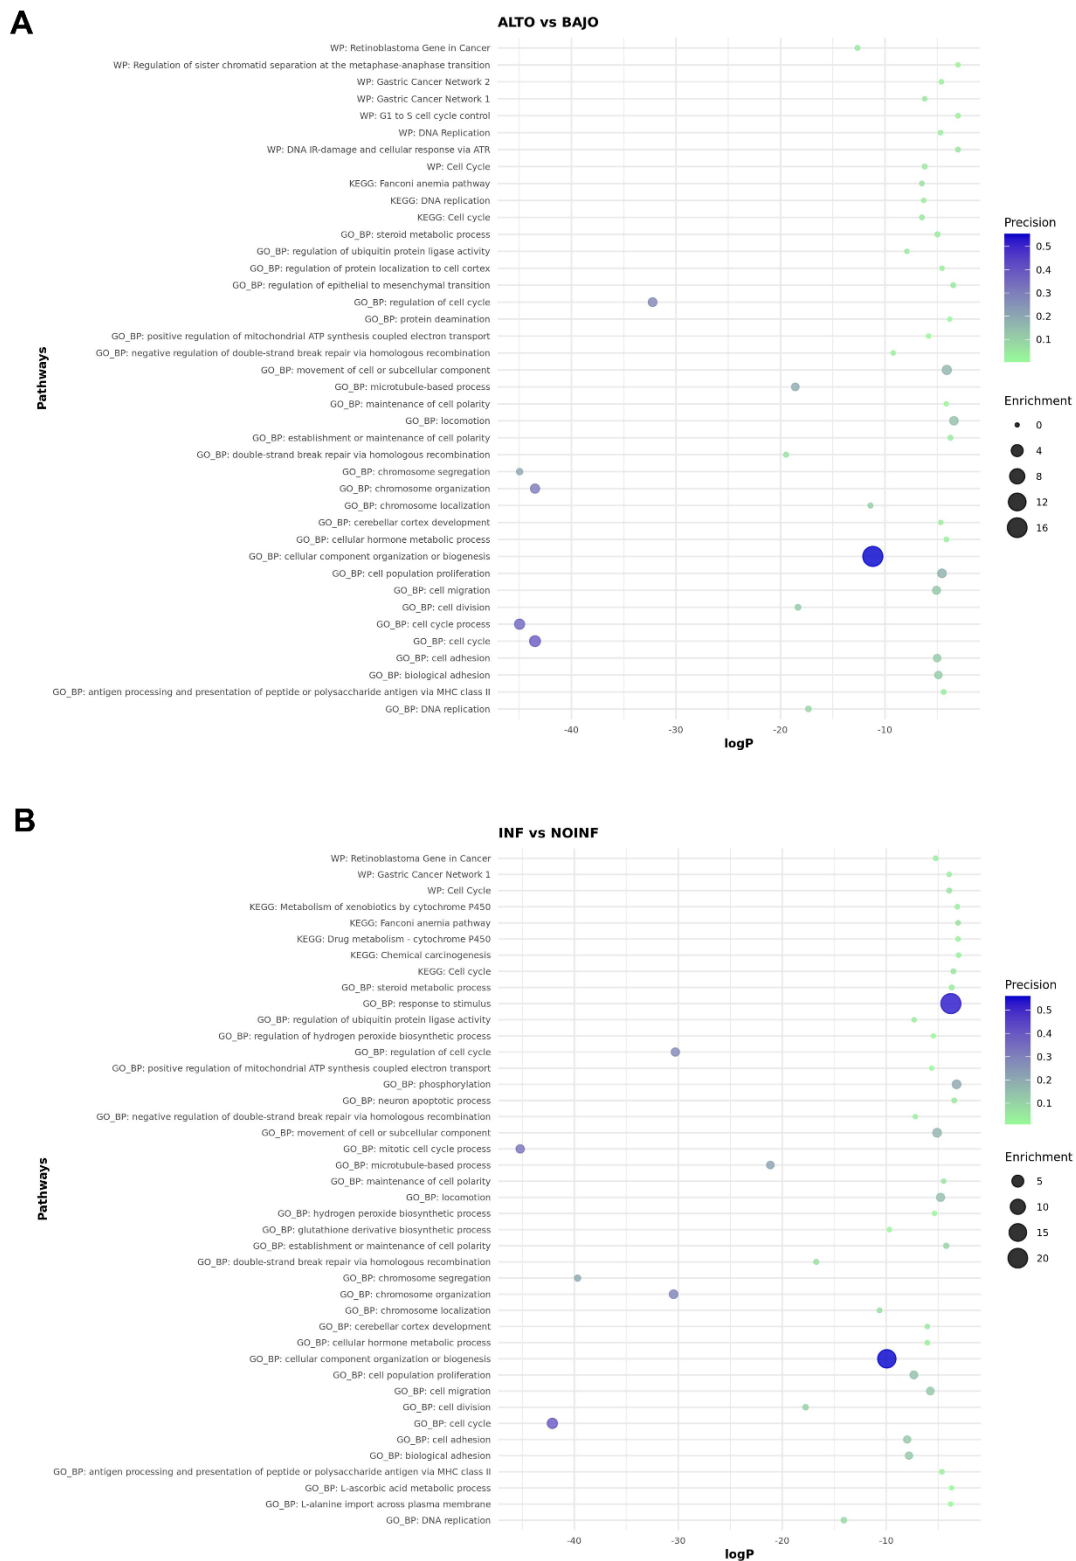 A
ALTO vs BAJO
WP: Retinoblastoma Gene in Cancer
WP: Regulation of sister chromatid separation at the metaphase-anaphase transition
WP: Gastric Cancer Network 2
WP: Gastric Cancer Network 1
WP: G1 to S cell cycle control
WP: DNA Replication
WP: DNA IR-damage and cellular response via ATR
WP: Cell Cycle
KEGG: Fanconi anemia pathway
KEGG: DNA replication
KEGG: Cell cycle
GO_BP: steroid metabolic process
GO_BP: regulation of ubiquitin protein ligase activity
GO_BP: regulation of protein localization to cell cortex
GO_BP: regulation of epithelial to mesenchymal transition
GO_BP: regulation of cell cycle
GO_BP: protein deamination
GO_BP: positive regulation of mitochondrial ATP synthesis coupled electron transport
GO_BP: negative regulation of double-strand break repair via homologous recombination
GO_BP: movement of cell or subcellular component
GO_BP: microtubule-based process
GO_BP: maintenance of cell polarity
GO_BP: locomotion
GO_BP: establishment or maintenance of cell polarity
GO_BP: double-strand break repair via homologous recombination
GO_BP: chromosome segregation
GO_BP: chromosome organization
GO_BP: chromosome localization
GO_BP: cerebellar cortex development
GO_BP: cellular hormone metabolic process
GO_BP: cellular component organization or biogenesis
GO_BP: cell population proliferation
GO_BP: cell migration
GO_BP: cell division
GO_BP: cell cycle process
GO_BP: cell cycle
GO_BP: cell adhesion
GO_BP: biological adhesion
GO_BP: antigen processing and presentation of peptide or polysaccharide antigen via MHC class II
GO_BP: DNA replication
Pathways
-40 -30 -20 -10
logP
Precision
0.5
0.4
0.3
0.2
0.1
Enrichment
0
4
8
12
16
B
INF vs NOINF
WP: Retinoblastoma Gene in Cancer
WP: Gastric Cancer Network 1
WP: Cell Cycle
KEGG: Metabolism of xenobiotics by cytochrome P450
KEGG: Fanconi anemia pathway
KEGG: Drug metabolism - cytochrome P450
KEGG: Chemical carcinogenesis
KEGG: Cell cycle
GO_BP: steroid metabolic process
GO_BP: response to stimulus
GO_BP: regulation of ubiquitin protein ligase activity
GO_BP: regulation of hydrogen peroxide biosynthetic process
GO_BP: regulation of cell cycle
GO_BP: positive regulation of mitochondrial ATP synthesis coupled electron transport
GO_BP: phosphorylation
GO_BP: neuron apoptotic process
GO_BP: negative regulation of double-strand break repair via homologous recombination
GO_BP: movement of cell or subcellular component
GO_BP: mitotic cell cycle process
GO_BP: microtubule-based process
GO_BP: maintenance of cell polarity
GO_BP: locomotion
GO_BP: hydrogen peroxide biosynthetic process
GO_BP: glutathione derivative biosynthetic process
GO_BP: establishment or maintenance of cell polarity
GO_BP: double-strand break repair via homologous recombination
GO_BP: chromosome segregation
GO_BP: chromosome organization
GO_BP: chromosome localization
GO_BP: cerebellar cortex development
GO_BP: cellular hormone metabolic process
GO_BP: cellular component organization or biogenesis
GO_BP: cell population proliferation
GO_BP: cell migration
GO_BP: cell division
GO_BP: cell cycle
GO_BP: cell adhesion
GO_BP: biological adhesion
GO_BP: antigen processing and presentation of peptide or polysaccharide antigen via MHC class II
GO_BP: L-ascorbic acid metabolic process
GO_BP: L-alanine import across plasma membrane
GO_BP: DNA replication
Pathways
-40 -30 -20 -10
logP
Precision
0.5
0.4
0.3
0.2
0.1
Enrichment
5
10
15
20